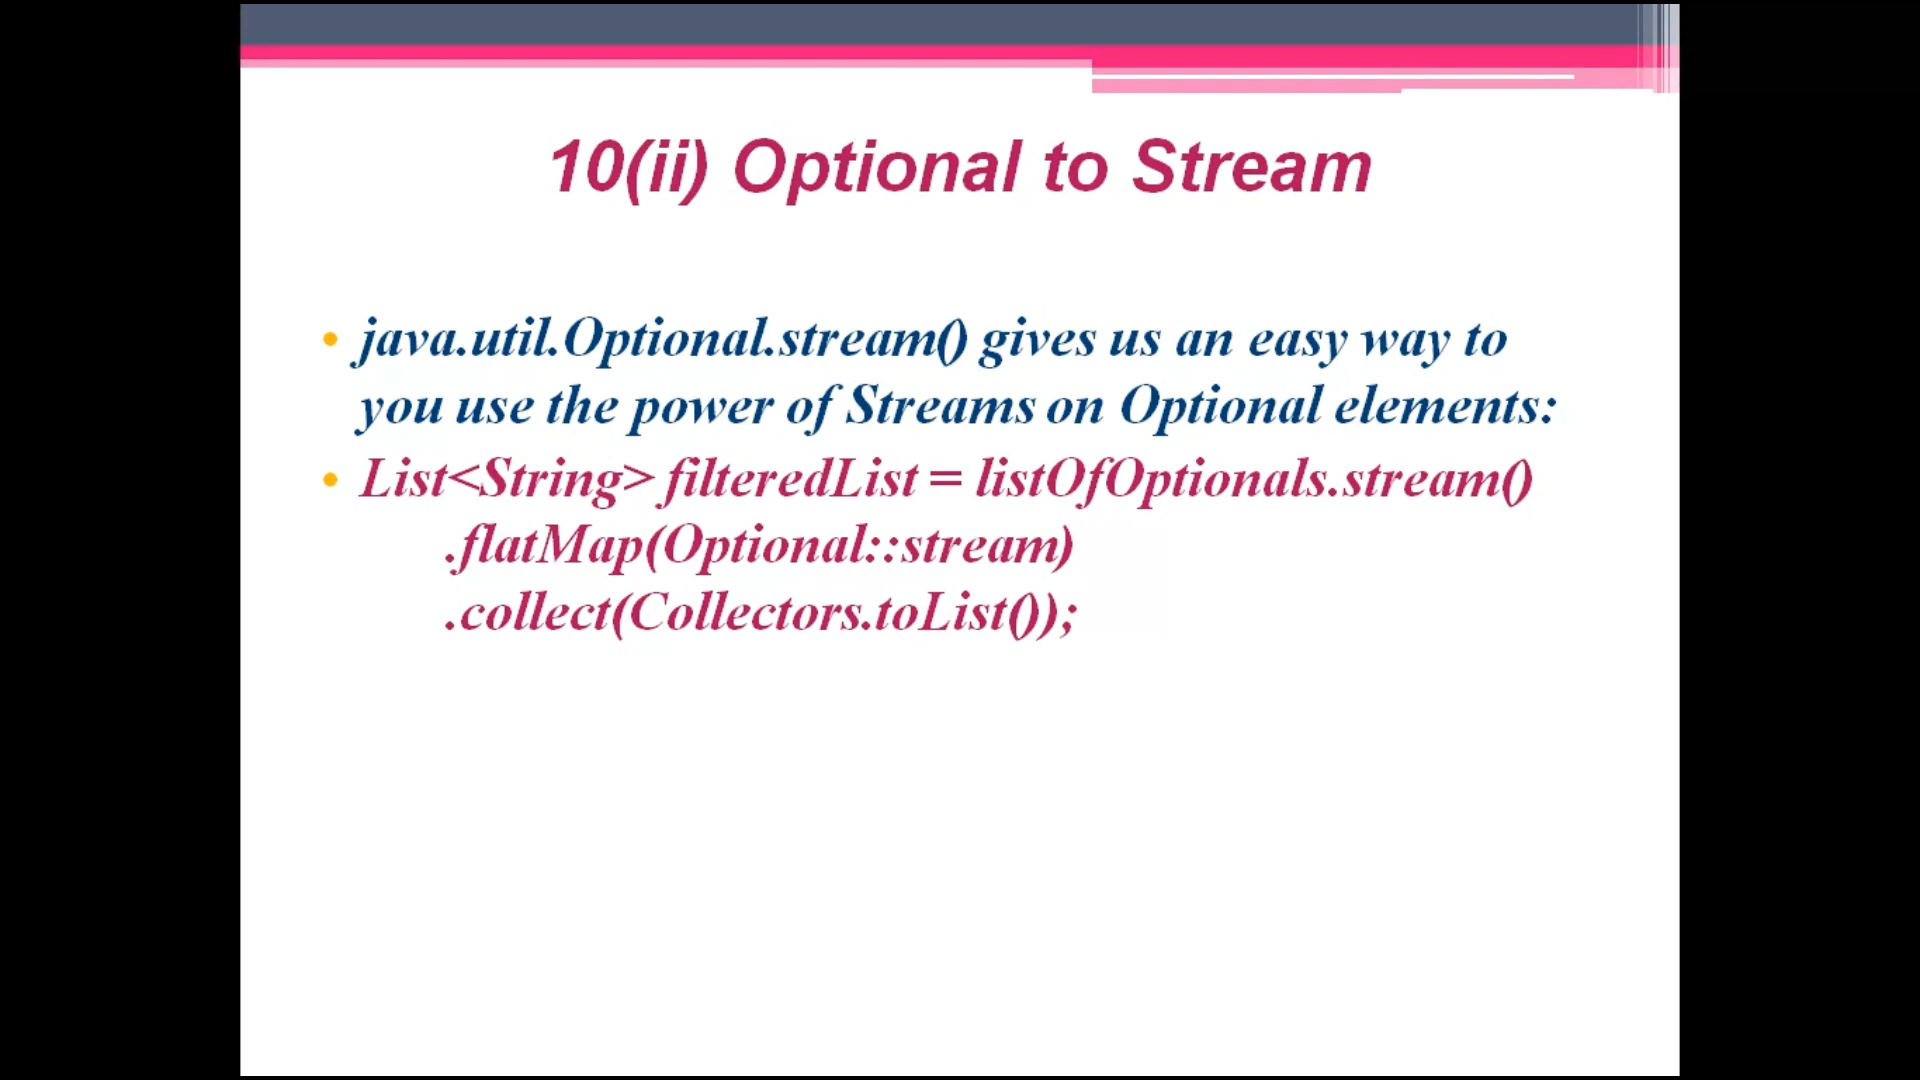 10(ii) Optional to Stream
• java.util.Optional.stream() gives us an easy way to
you use the power of Streams on Optional elements:
• List<String> filteredList = listOfOptionals.stream()
.flatMap(Optional::stream)
.collect(Collectors.toList());